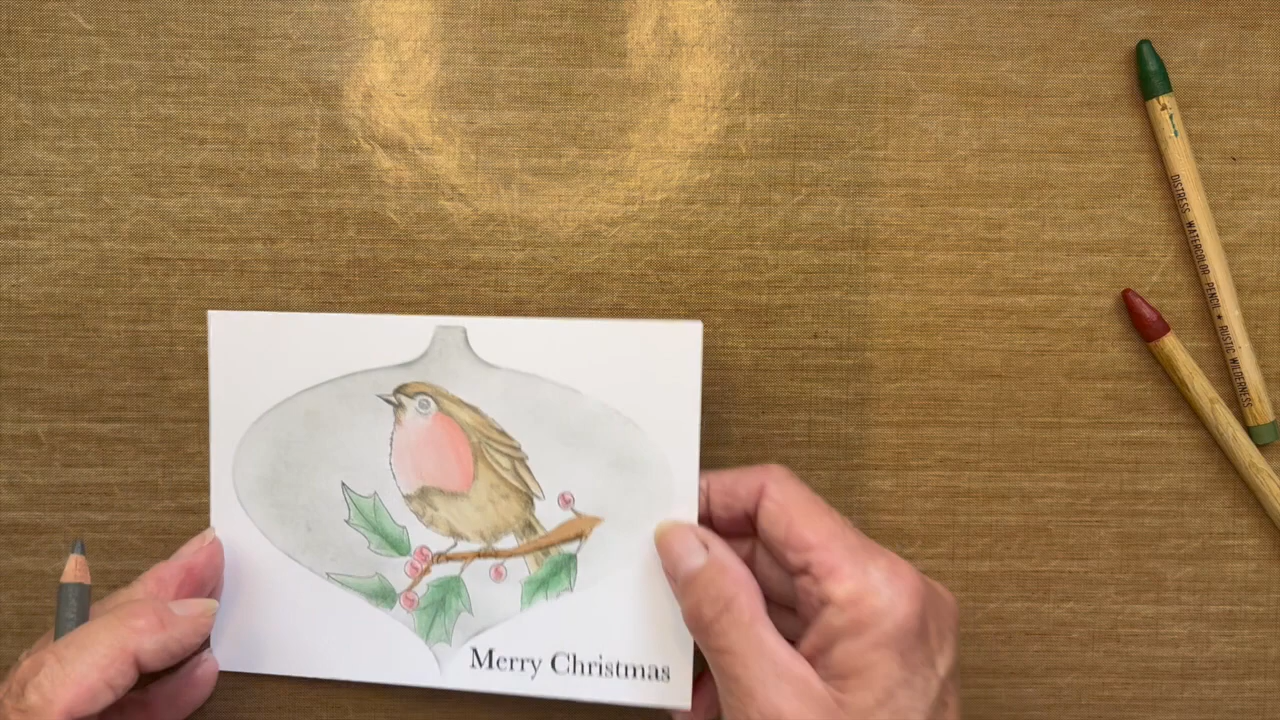 DISTRESS WATERCOLOR PENCIL ★ RUSTIC WILDERNESS
Merry Christmas